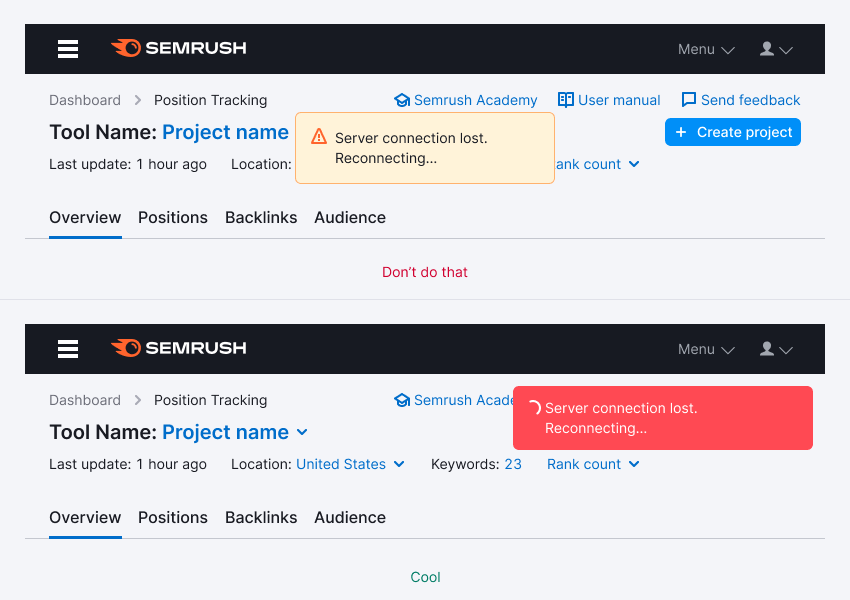 SEMRUSH
Menu
Dashboard
Position Tracking
Semrush Academy
User manual
Send feedback
Tool Name: Project name
Server connection lost.
Reconnecting...
+ Create project
Last update: 1 hour ago
Location:
ank count
Overview
Positions
Backlinks
Audience
Don't do that
SEMRUSH
Menu
Dashboard
Position Tracking
Semrush Acade
Server connection lost.
Reconnecting...
Tool Name: Project name
Last update: 1 hour ago
Location: United States
Keywords: 23
Rank count
Overview
Positions
Backlinks
Audience
Cool